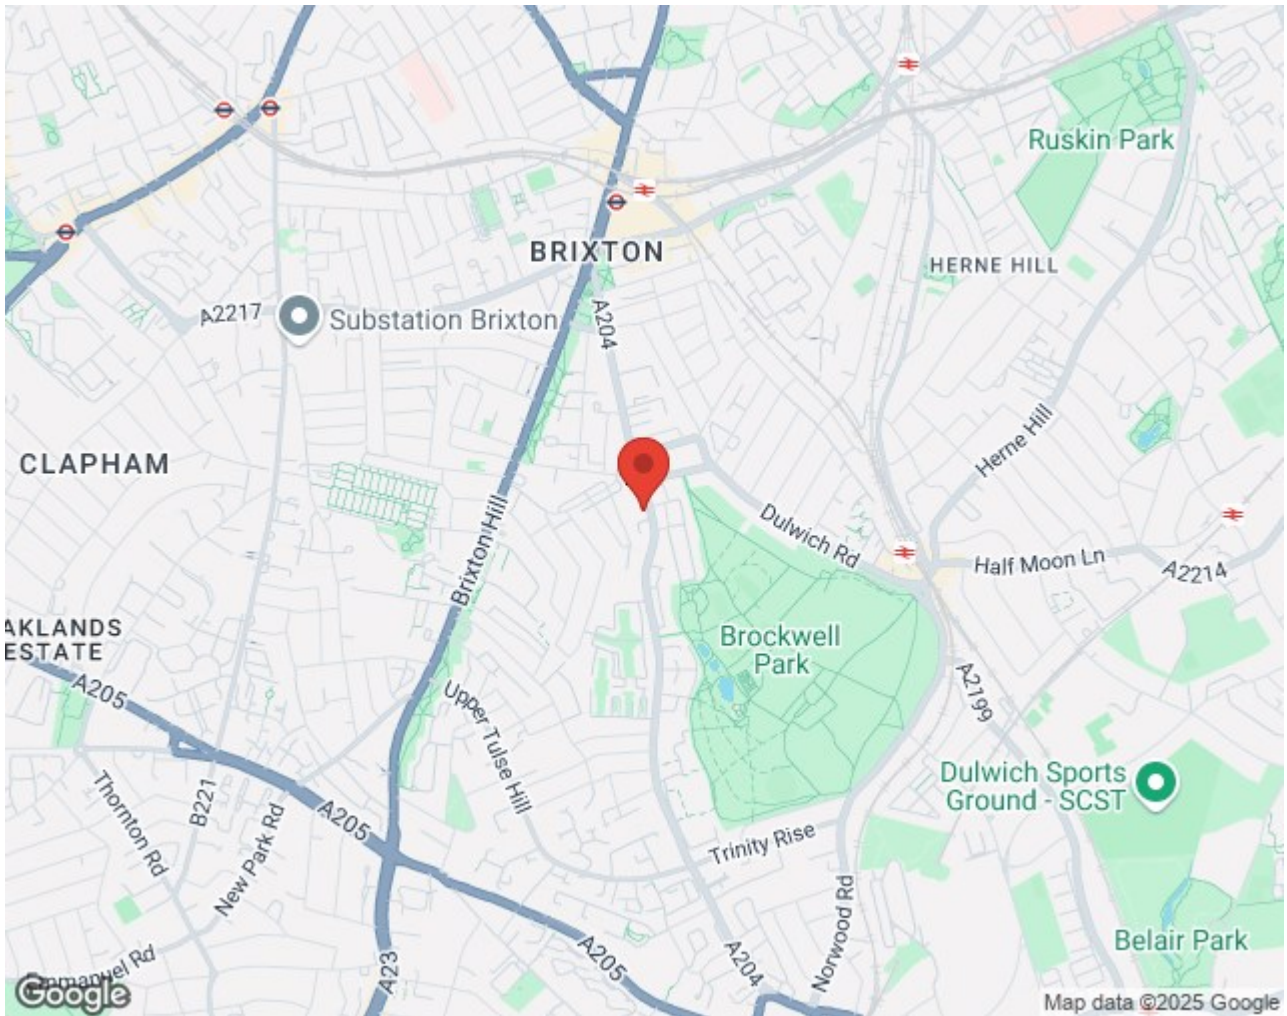 Ruskin Park
BRIXTON
HERNE HILL
A2217
Substation Brixton
A204
CLAPHAM
Herne Hill
Brixton Hill
Dulwich Rd
Half Moon Ln
A2214
AKLANDS
ESTATE
Brockwell
Park
A205
Upper Tulse Hill
A2199
Thornton Rd
B221
New Park Rd
A205
Dulwich Sports
Ground - SCST
Trinity Rise
Norwood Rd
A23
A205
A204
Belair Park
mmanuel Rd
Google
Map data ©2025 Google